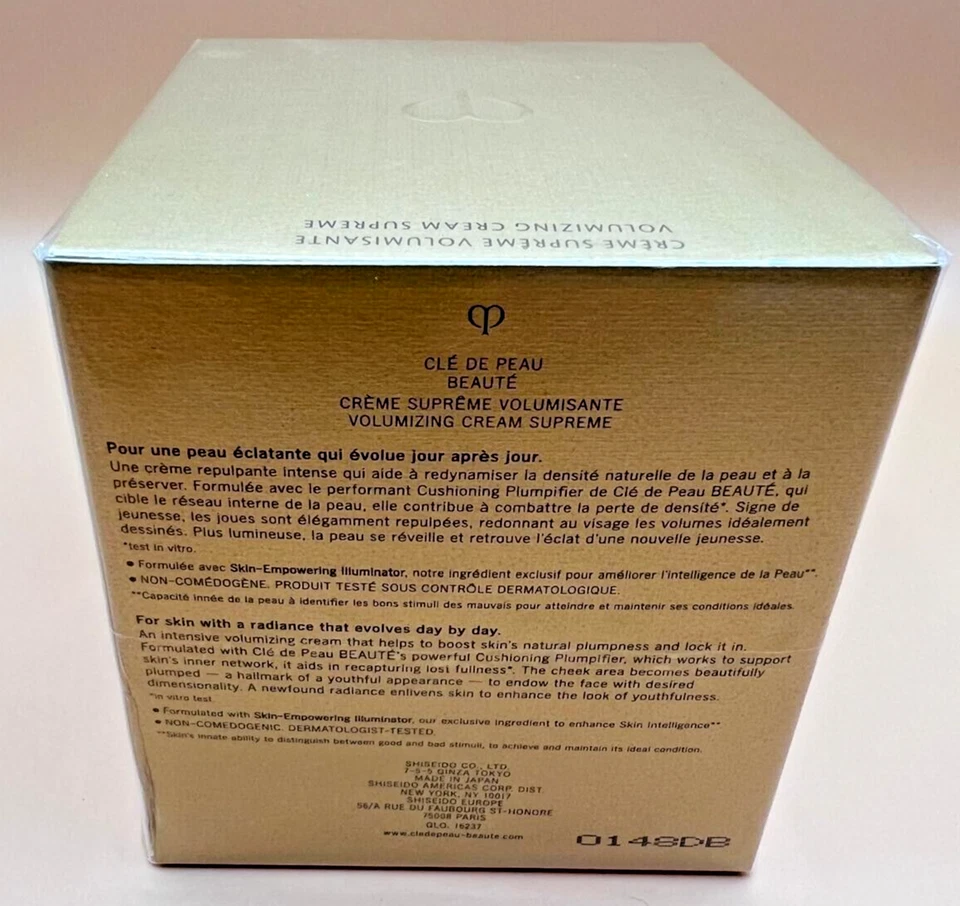 VOLUMIZING CREAM SUPREME
CRÈME SUPRÊME VOLUMISANTE
CLÉ DE PEAU
BEAUTÉ
CRÈME SUPRÊME VOLUMISANTE
VOLUMIZING CREAM SUPREME
Pour une peau éclatante qui évolue jour après jour.
Une crème repulpante intense qui aide à redynamiser la densité naturelle de la peau et à la
préserver. Formulée avec le performant Cushioning Plumpifier de Clé de Peau BEAUTÉ, qui
cible le réseau interne de la peau, elle contribue à combattre la perte de densité*. Signe de
jeunesse, les joues sont élégamment repulpées, redonnant au visage les volumes idéalement
dessinés. Plus lumineuse, la peau se réveille et retrouve l'éclat d'une nouvelle jeunesse.
*test in vitro.
● Formulée avec Skin-Empowering Illuminator, notre ingrédient exclusif pour améliorer l'intelligence de la Peau**.
● NON-COMÉDOGÈNE. PRODUIT TESTÉ SOUS CONTRÔLE DERMATOLOGIQUE.
**Capacité innée de la peau à identifier les bons stimuli des mauvais pour atteindre et maintenir ses conditions idéales.
For skin with a radiance that evolves day by day.
An intensive volumizing cream that helps to boost skin's natural plumpness and lock it in.
Formulated with Clé de Peau BEAUTÉ's powerful Cushioning Plumpifier, which works to support
skin's inner network, it aids in recapturing lost fullness*. The cheek area becomes beautifully
plumped — a hallmark of a youthful appearance — to endow the face with desired
dimensionality. A newfound radiance enlivens skin to enhance the look of youthfulness.
*in vitro test.
● Formulated with Skin-Empowering Illuminator, our exclusive ingredient to enhance Skin Intelligence**
● NON-COMEDOGENIC. DERMATOLOGIST-TESTED.
**Skin's innate ability to distinguish between good and bad stimuli, to achieve and maintain its ideal condition.
SHISEIDO CO., LTD.
7-5-5 GINZA TOKYO
MADE IN JAPAN
SHISEIDO AMERICAS CORP. DIST.
NEW YORK, NY 10017
SHISEIDO EUROPE
56/A RUE DU FAUBOURG ST-HONORE
75008 PARIS
GLO. 16237
www.cledepeau-beaute.com
0148DB